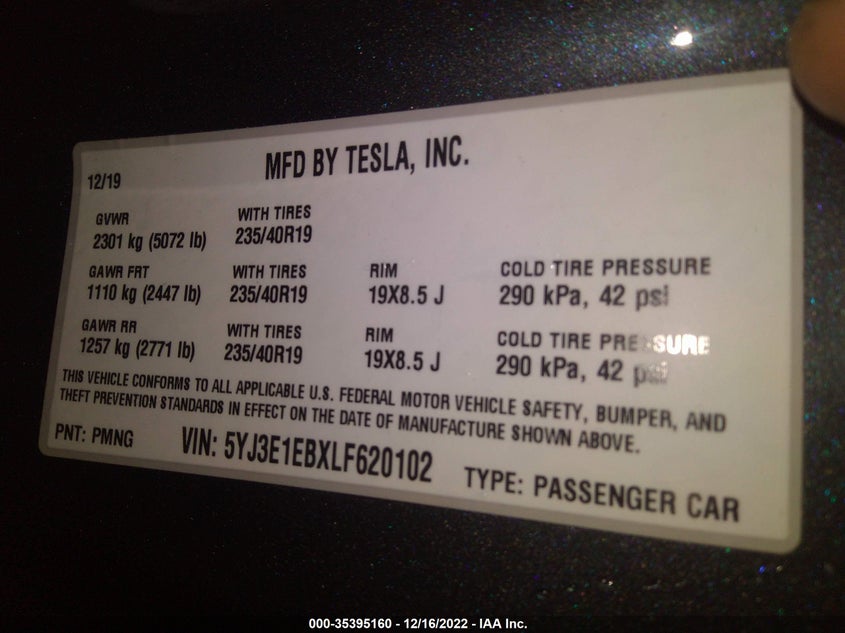 MFD BY TESLA, INC.
12/19
GVWR WITH TIRES
2301 kg (5072 lb) 235/40R19
GAWR FRT WITH TIRES RIM COLD TIRE PRESSURE
1110 kg (2447 lb) 235/40R19 19X8.5 J 290 kPa, 42 psi
GAWR RR WITH TIRES RIM COLD TIRE PRESSURE
1257 kg (2771 lb) 235/40R19 19X8.5 J 290 kPa, 42 psi
THIS VEHICLE CONFORMS TO ALL APPLICABLE U.S. FEDERAL MOTOR VEHICLE SAFETY, BUMPER, AND
THEFT PREVENTION STANDARDS IN EFFECT ON THE DATE OF MANUFACTURE SHOWN ABOVE.
PNT: PMNG VIN: 5YJ3E1EBXLF620102 TYPE: PASSENGER CAR
000-35395160 - 12/16/2022 - IAA Inc.